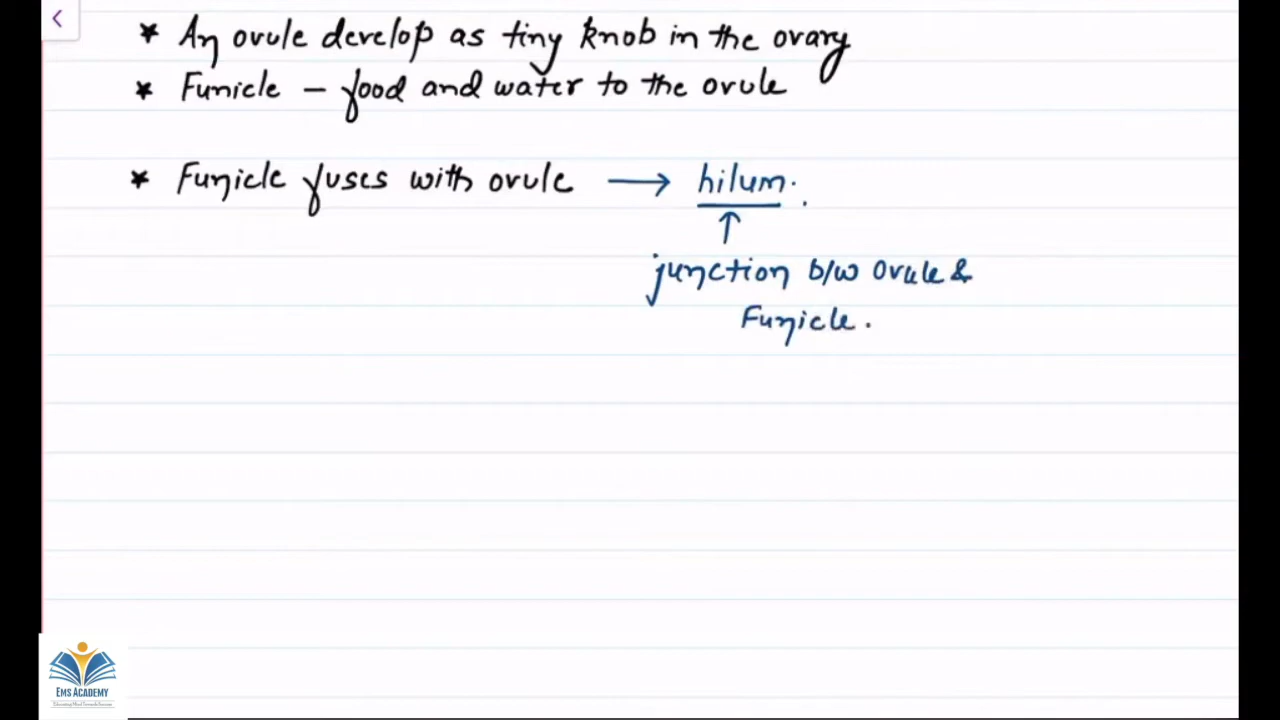 * An ovule develop as tiny knob in the ovary
* Funicle – food and water to the ovule
* Funicle fuses with ovule → hilum.
↑
junction b/w Ovule &
Funicle.
EMS ACADEMY